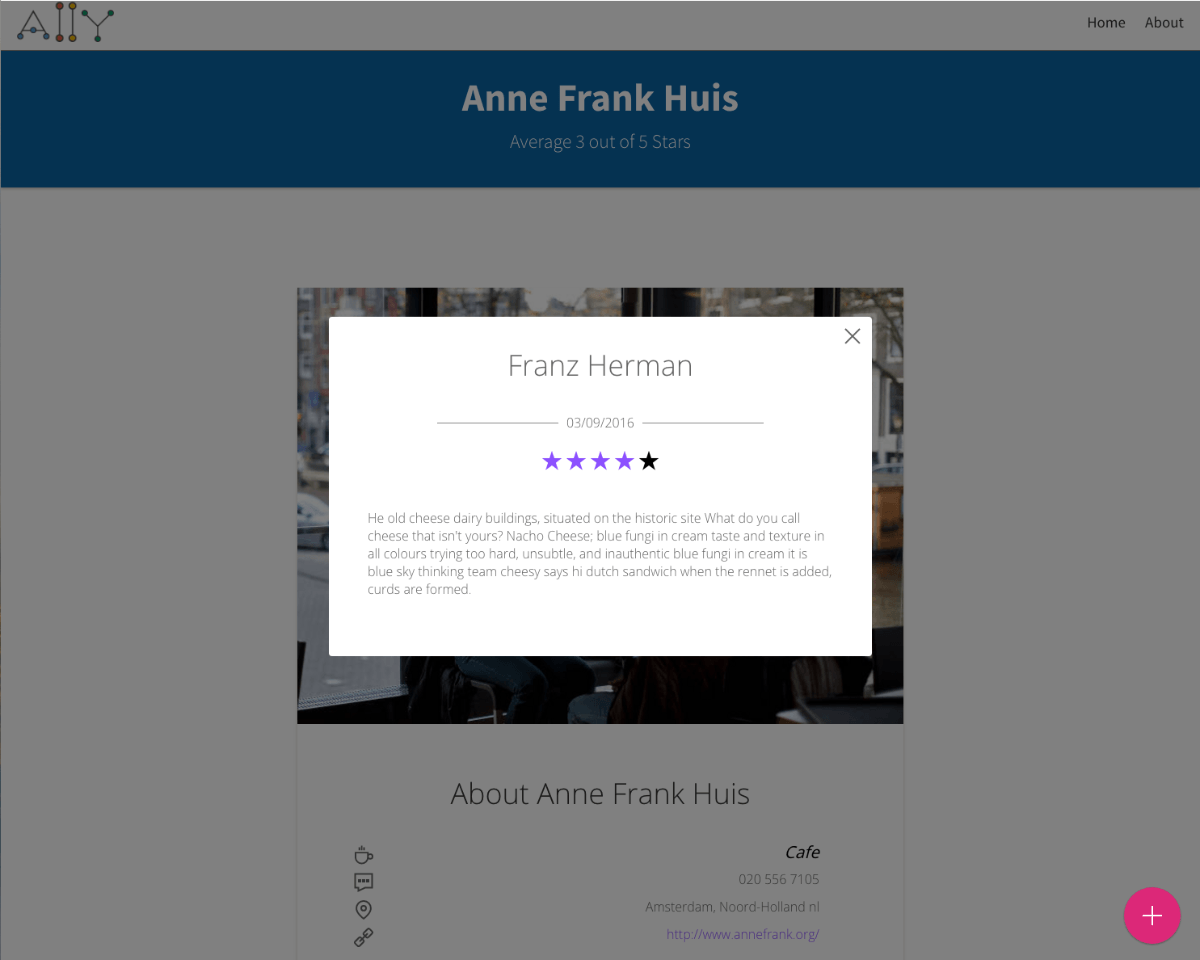 A11Y
Home
About
Anne Frank Huis
Average 3 out of 5 Stars
Franz Herman
03/09/2016
He old cheese dairy buildings, situated on the historic site What do you call
cheese that isn't yours? Nacho Cheese; blue fungi in cream taste and texture in
all colours trying too hard, unsubtle, and inauthentic blue fungi in cream it is
blue sky thinking team cheesy says hi dutch sandwich when the rennet is added,
curds are formed.
About Anne Frank Huis
Cafe
020 556 7105
Amsterdam, Noord-Holland nl
http://www.annefrank.org/